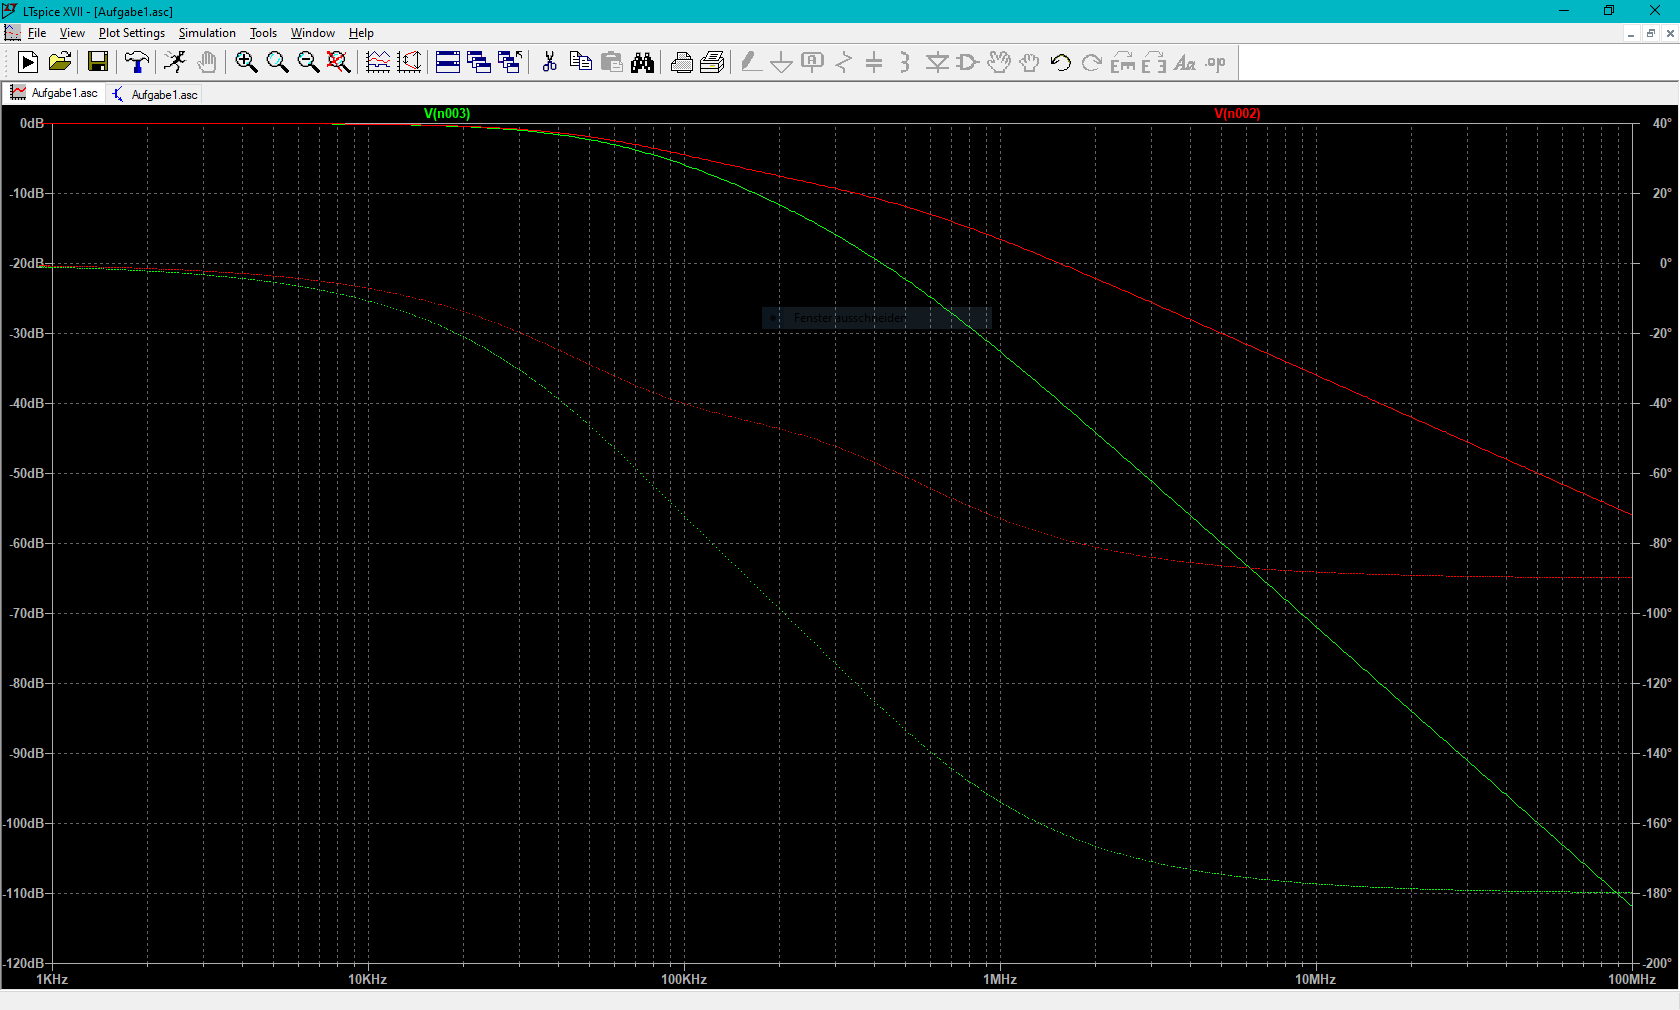 LTspice XVII - [Aufgabe1.asc]
File View Plot Settings Simulation Tools Window Help
Aufgabe1.asc Aufgabe1.asc
V(n003) V(n002)
0dB 40°
-10dB 20°
-20dB 0°
-30dB -20°
-40dB -40°
-50dB -60°
-60dB -80°
-70dB -100°
-80dB -120°
-90dB -140°
-100dB -160°
-110dB -180°
-120dB -200°
Fenster ausschneiden
1KHz 10KHz 100KHz 1MHz 10MHz 100MHz